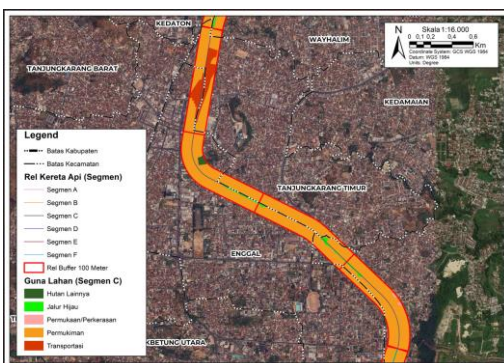 KEDATON
WAYHALIM
TANJUNGKARANG BARAT
KEDAMAIAN
N
Skala 1:16,000
0 0,1 0,2 0,4 0,6
Km
Coordinate System: GCS WGS 1984
Datum: WGS 1984
Units: Degree
Legend
Batas Kabupaten
Batas Kecamatan
Rel Kereta Api (Segmen)
Segmen A
Segmen B
Segmen C
Segmen D
Segmen E
Segmen F
Rel Buffer 100 Meter
Guna Lahan (Segmen C)
Hutan Lainnya
Jalur Hijau
Permukaan/Perkerasan
Permukiman
Transportasi
TANJUNGKARANG TIMUR
ENGGAL
KBETUNG UTARA